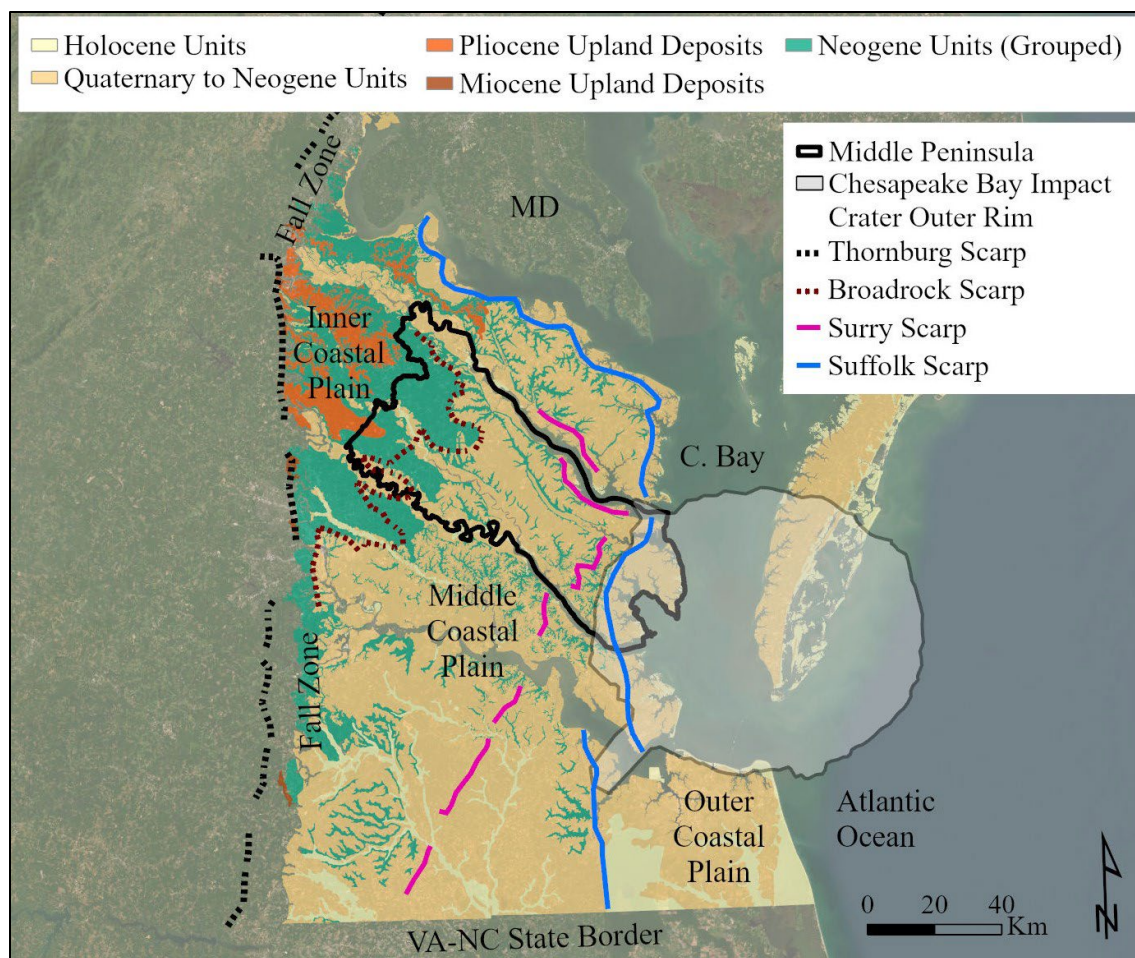 Holocene Units
Quaternary to Neogene Units
Pliocene Upland Deposits
Miocene Upland Deposits
Neogene Units (Grouped)
Middle Peninsula
Chesapeake Bay Impact
Crater Outer Rim
Thornburg Scarp
Broadrock Scarp
Surry Scarp
Suffolk Scarp
Fall Zone
MD
Inner
Coastal
Plain
C. Bay
Middle
Coastal
Plain
Fall Zone
Outer
Coastal
Plain
Atlantic
Ocean
N
0 20 40
Km
VA-NC State Border